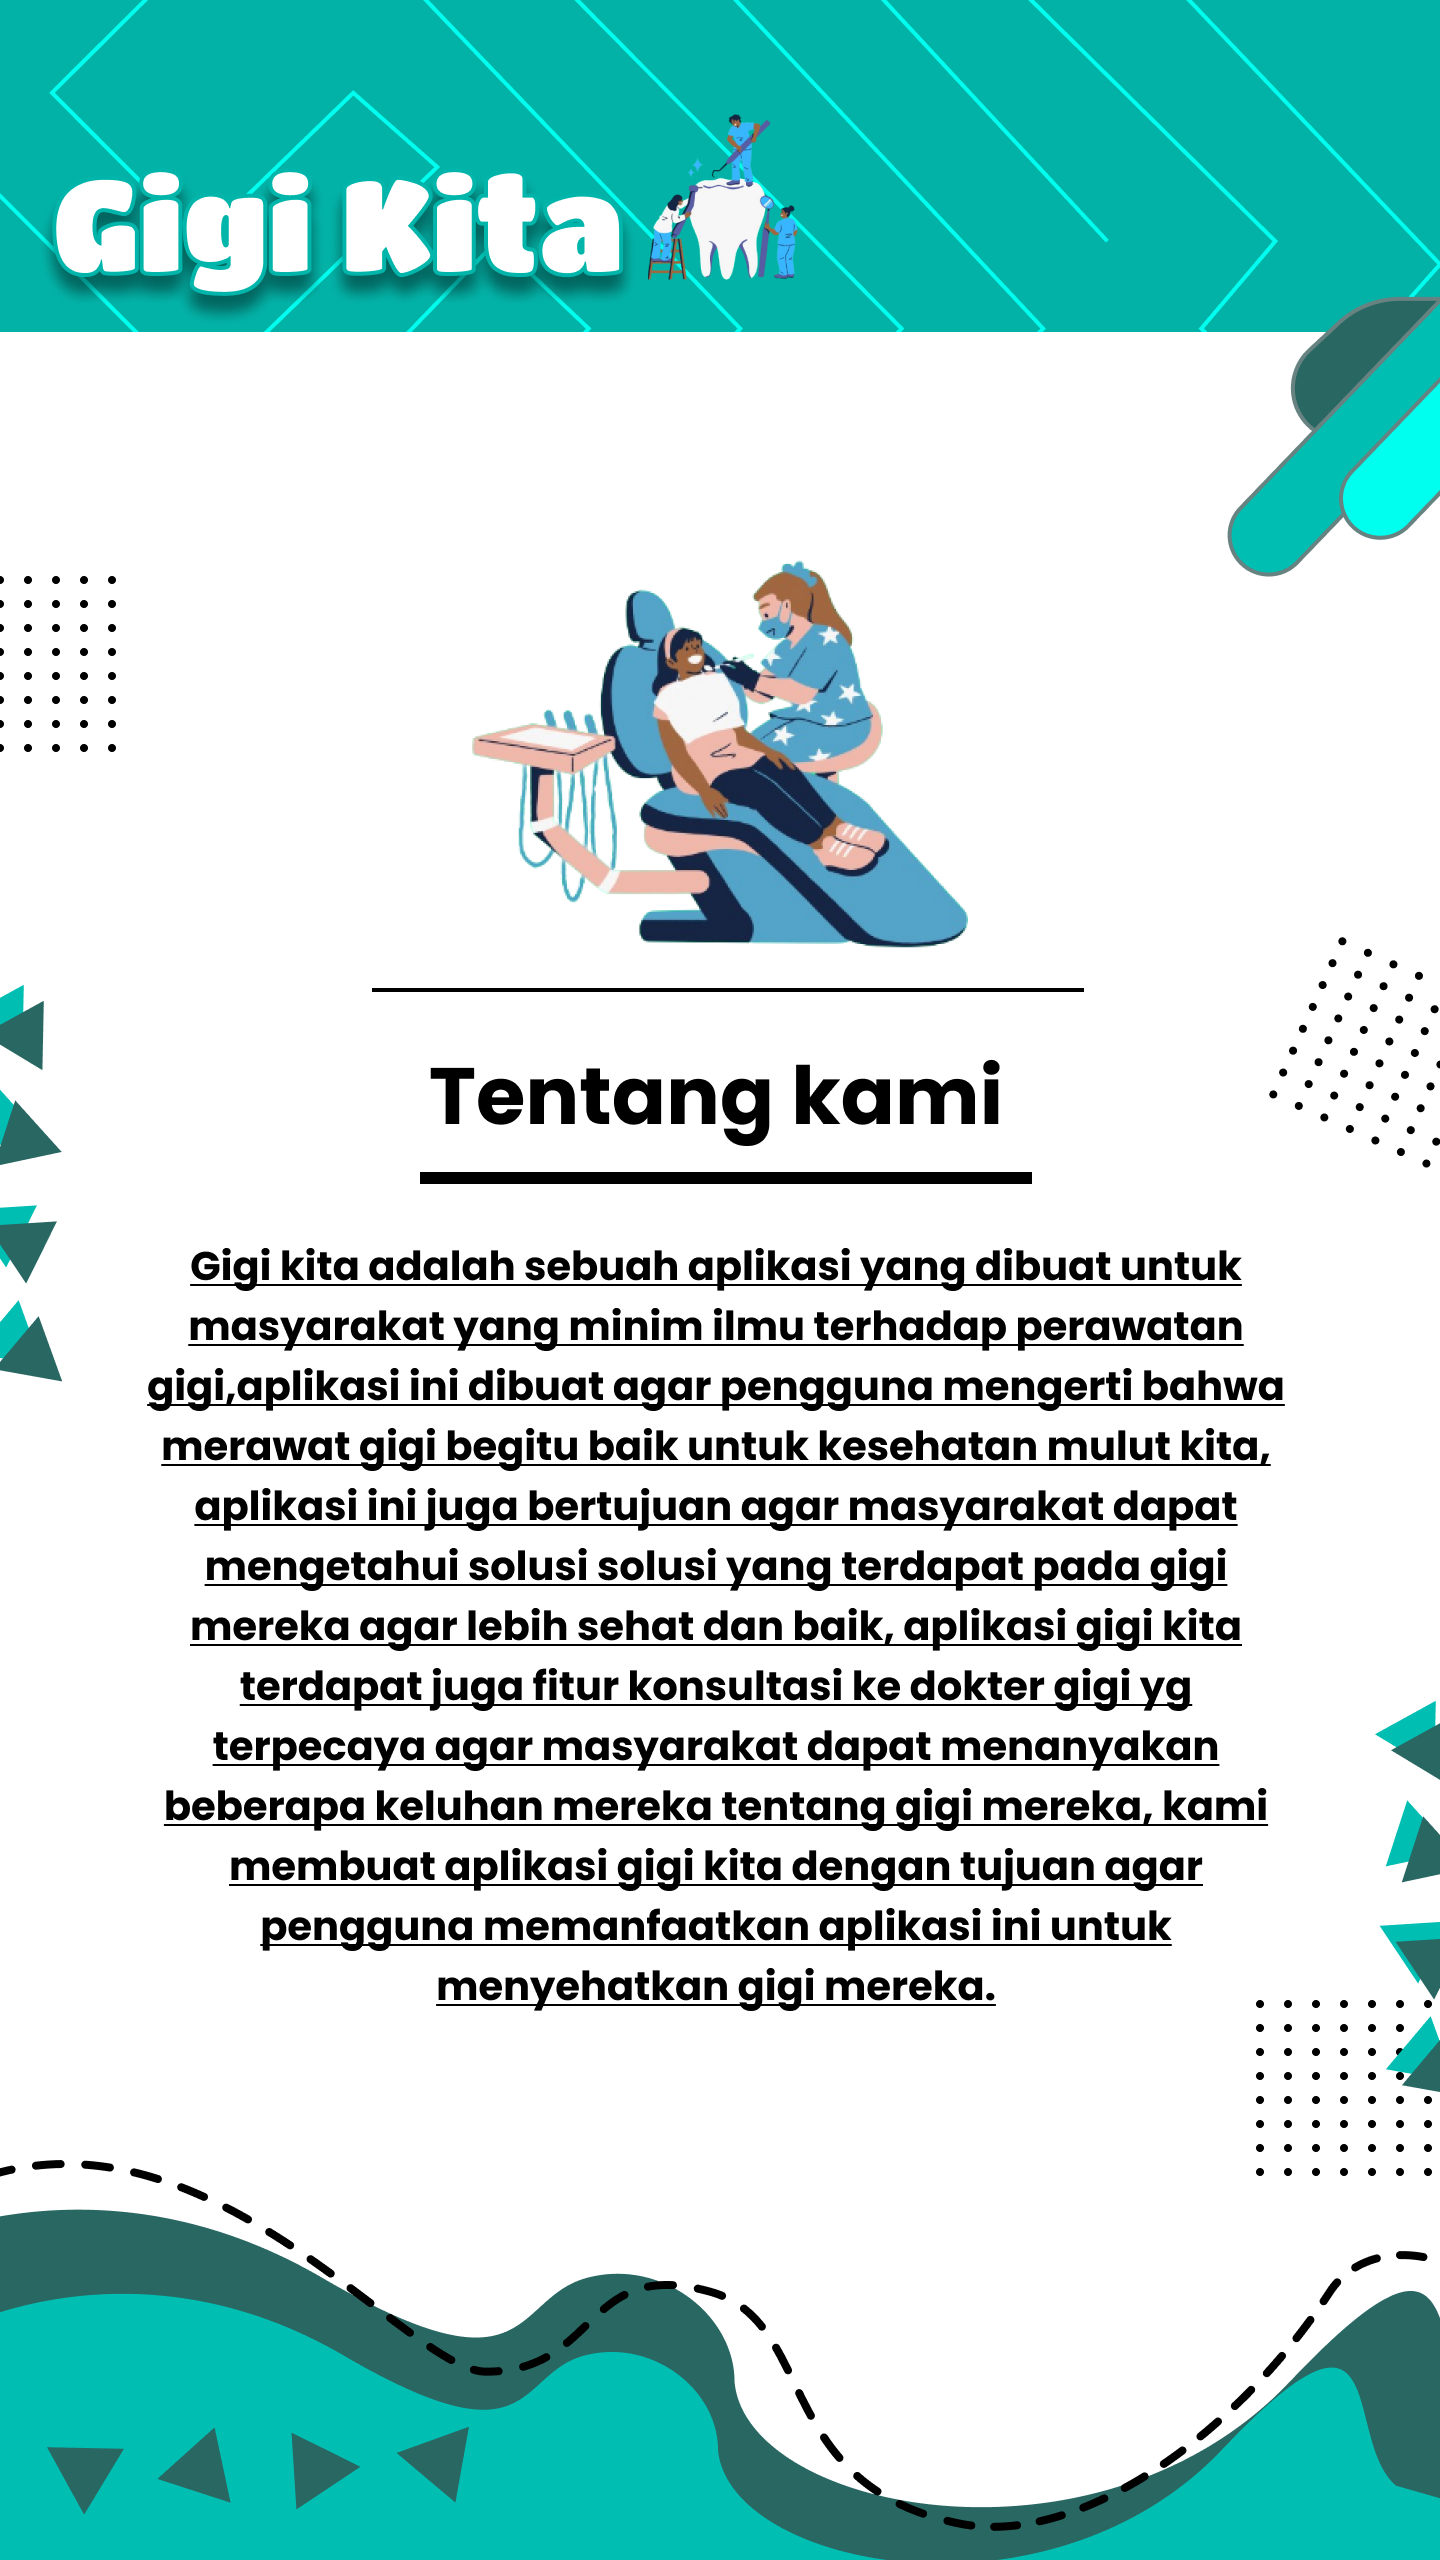 Gigi Kita
Tentang kami
Gigi kita adalah sebuah aplikasi yang dibuat untuk
masyarakat yang minim ilmu terhadap perawatan
gigi,aplikasi ini dibuat agar pengguna mengerti bahwa
merawat gigi begitu baik untuk kesehatan mulut kita,
aplikasi ini juga bertujuan agar masyarakat dapat
mengetahui solusi solusi yang terdapat pada gigi
mereka agar lebih sehat dan baik, aplikasi gigi kita
terdapat juga fitur konsultasi ke dokter gigi yg
terpecaya agar masyarakat dapat menanyakan
beberapa keluhan mereka tentang gigi mereka, kami
membuat aplikasi gigi kita dengan tujuan agar
pengguna memanfaatkan aplikasi ini untuk
menyehatkan gigi mereka.